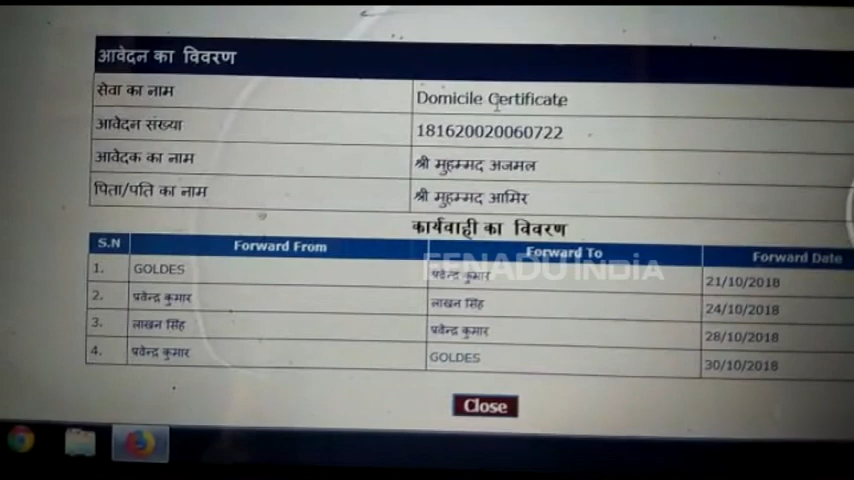 आवेदन का विवरण
सेवा का नाम Domicile Certificate
आवेदन संख्या 181620020060722
आवेदक का नाम श्री मुहम्मद अजमल
पिता/पति का नाम श्री मुहम्मद आमिर
कार्यवाही का विवरण
S.N Forward From Forward To Forward Date
EENADU INDIA
1. GOLDES प्रवेन्द्र कुमार 21/10/2018
2. प्रवेन्द्र कुमार लाखन सिंह 24/10/2018
3. लाखन सिंह प्रवेन्द्र कुमार 28/10/2018
4. प्रवेन्द्र कुमार GOLDES 30/10/2018
Close